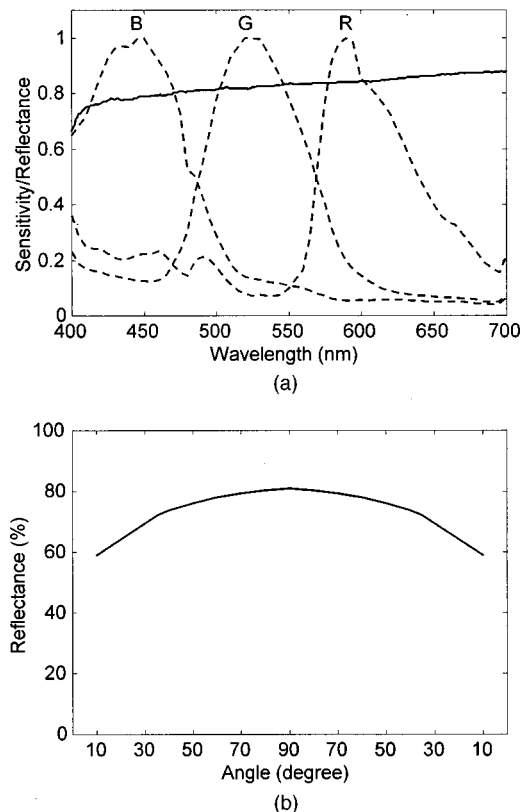 B G R
1
0.8
0.6
0.4
0.2
0
Sensitivity/Reflectance
400 450 500 550 600 650 700
Wavelength (nm)
(a)
100
80
60
40
20
0
Reflectance (%)
10 30 50 70 90 70 50 30 10
Angle (degree)
(b)